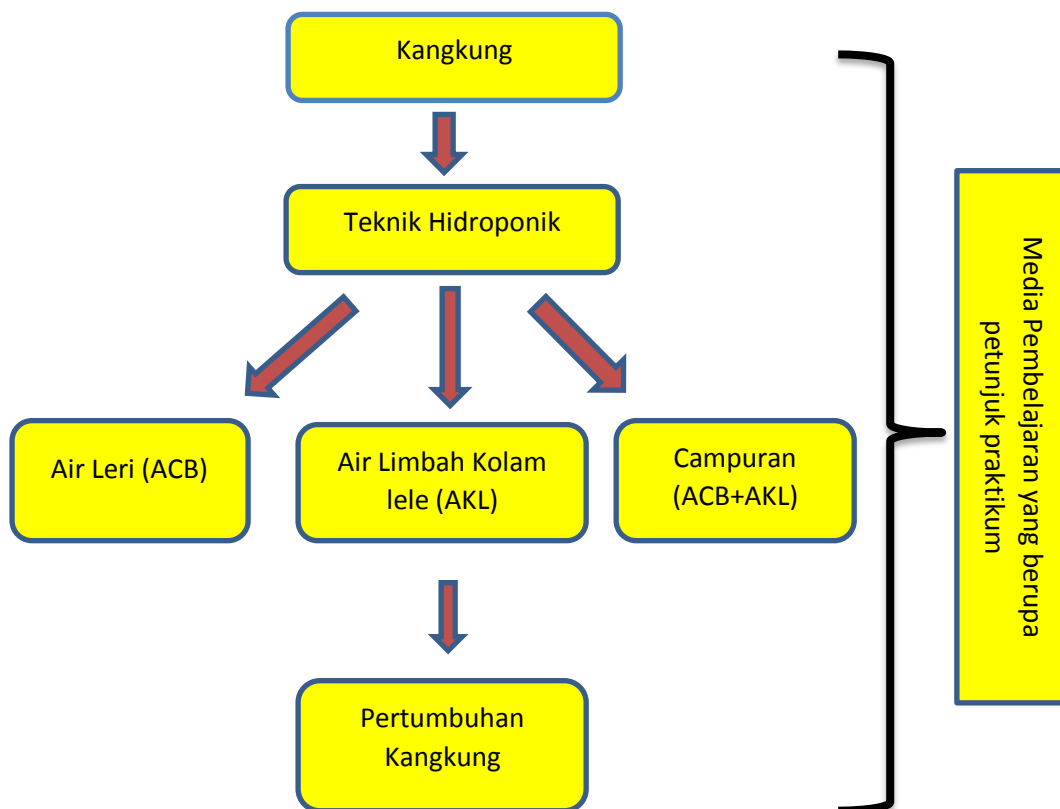 Kangkung
Teknik Hidroponik
Air Leri (ACB)
Air Limbah Kolam
lele (AKL)
Campuran
(ACB+AKL)
Pertumbuhan
Kangkung
Media Pembelajaran yang berupa
petunjuk praktikum